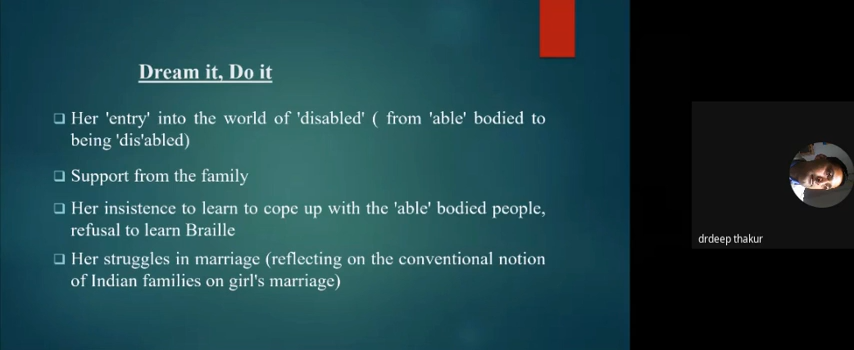 Dream it, Do it
Her 'entry' into the world of 'disabled' ( from 'able' bodied to
being 'dis'abled)
Support from the family
Her insistence to learn to cope up with the 'able' bodied people,
refusal to learn Braille
Her struggles in marriage (reflecting on the conventional notion
of Indian families on girl's marriage)
drdeep thakur